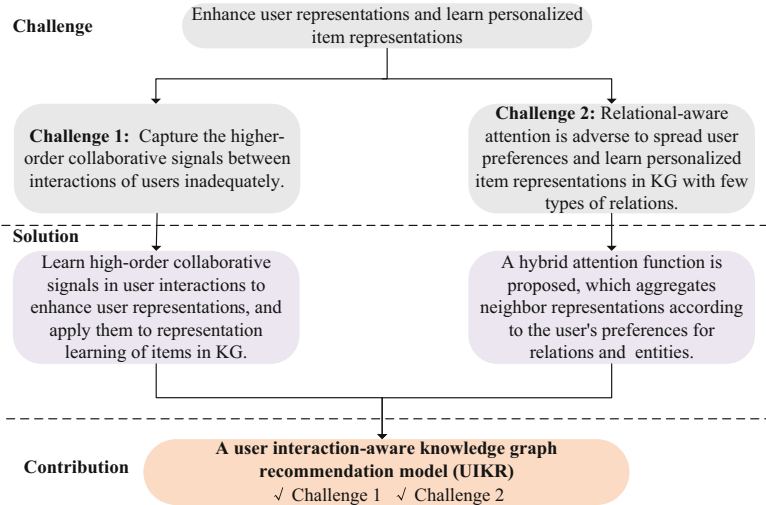 Challenge
Enhance user representations and learn personalized
item representations
Challenge 1: Capture the higher-
order collaborative signals between
interactions of users inadequately.
Challenge 2: Relational-aware
attention is adverse to spread user
preferences and learn personalized
item representations in KG with few
types of relations.
Solution
Learn high-order collaborative
signals in user interactions to
enhance user representations, and
apply them to representation
learning of items in KG.
A hybrid attention function is
proposed, which aggregates
neighbor representations according
to the user's preferences for
relations and entities.
Contribution
A user interaction-aware knowledge graph
recommendation model (UIKR)
√ Challenge 1 √ Challenge 2